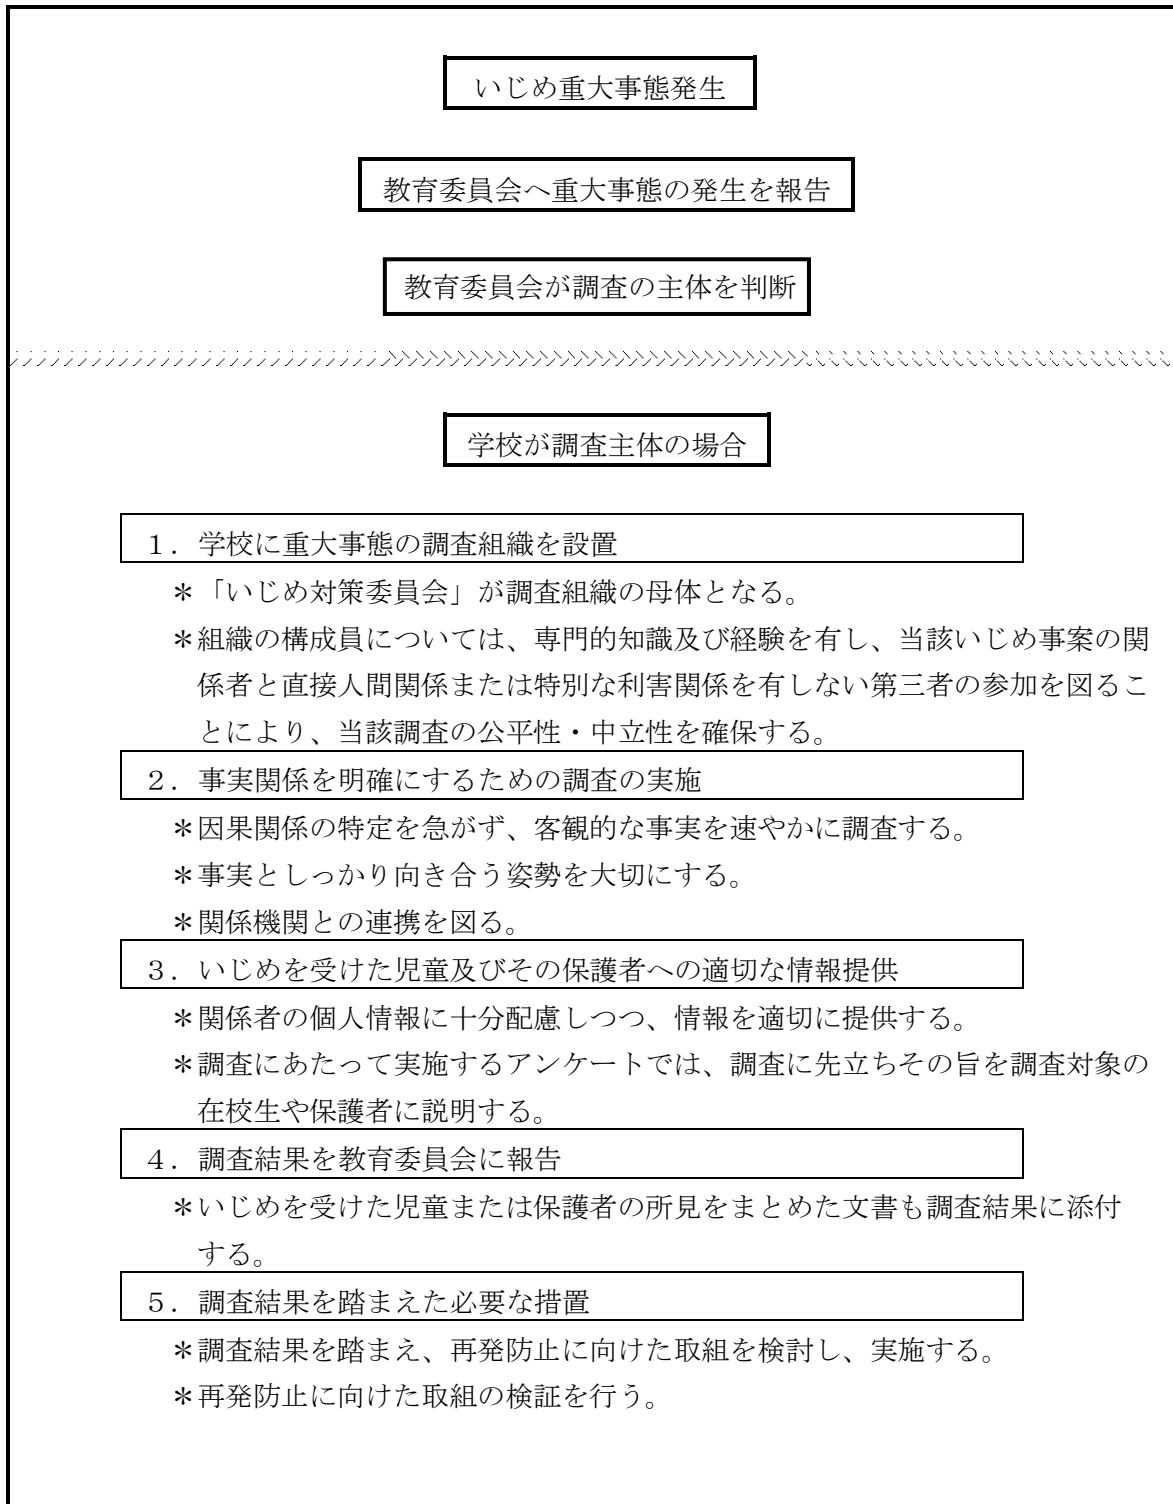 いじめ重大事態発生
教育委員会へ重大事態の発生を報告
教育委員会が調査の主体を判断
学校が調査主体の場合
１．学校に重大事態の調査組織を設置
＊「いじめ対策委員会」が調査組織の母体となる。
＊組織の構成員については、専門的知識及び経験を有し、当該いじめ事案の関
係者と直接人間関係または特別な利害関係を有しない第三者の参加を図るこ
とにより、当該調査の公平性・中立性を確保する。
２．事実関係を明確にするための調査の実施
＊因果関係の特定を急がず、客観的な事実を速やかに調査する。
＊事実としっかり向き合う姿勢を大切にする。
＊関係機関との連携を図る。
３．いじめを受けた児童及びその保護者への適切な情報提供
＊関係者の個人情報に十分配慮しつつ、情報を適切に提供する。
＊調査にあたって実施するアンケートでは、調査に先立ちその旨を調査対象の
在校生や保護者に説明する。
４．調査結果を教育委員会に報告
＊いじめを受けた児童または保護者の所見をまとめた文書も調査結果に添付
する。
５．調査結果を踏まえた必要な措置
＊調査結果を踏まえ、再発防止に向けた取組を検討し、実施する。
＊再発防止に向けた取組の検証を行う。